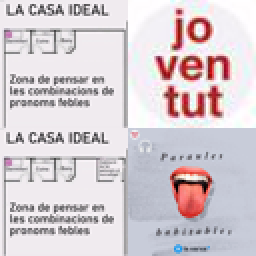 LA CASA IDEAL
Zona de pensar en
les combinacions de
pronoms febles
jo
ven
tut
LA CASA IDEAL
Zona de pensar en
les combinacions de
pronoms febles
Paraules